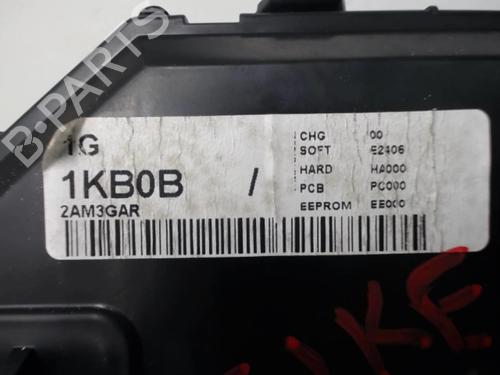 B-PARTS
1G
1KB0B /
2AM3GAR
CHG 00
SOFT E2406
HARD HA000
PCB PC000
EEPROM EE000